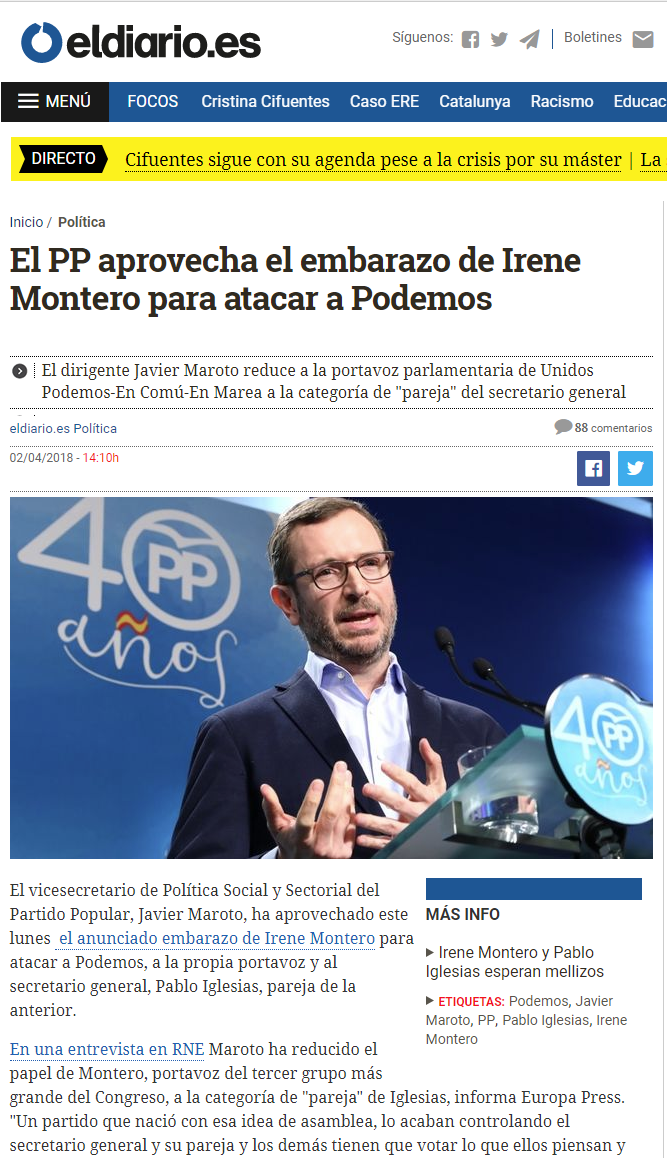 eldiario.es
Síguenos:
Boletines
MENÚ
FOCOS
Cristina Cifuentes
Caso ERE
Catalunya
Racismo
Educac
DIRECTO
Cifuentes sigue con su agenda pese a la crisis por su máster | La
Inicio / Política
El PP aprovecha el embarazo de Irene
Montero para atacar a Podemos
El dirigente Javier Maroto reduce a la portavoz parlamentaria de Unidos
Podemos-En Comú-En Marea a la categoría de "pareja" del secretario general
eldiario.es Política
88 comentarios
02/04/2018 - 14:10h
40
PP
años
40
PP
años
El vicesecretario de Política Social y Sectorial del
Partido Popular, Javier Maroto, ha aprovechado este
lunes el anunciado embarazo de Irene Montero para
atacar a Podemos, a la propia portavoz y al
secretario general, Pablo Iglesias, pareja de la
anterior.
MÁS INFO
Irene Montero y Pablo
Iglesias esperan mellizos
ETIQUETAS: Podemos, Javier
Maroto, PP, Pablo Iglesias, Irene
Montero
En una entrevista en RNE Maroto ha reducido el
papel de Montero, portavoz del tercer grupo más
grande del Congreso, a la categoría de "pareja" de Iglesias, informa Europa Press.
"Un partido que nació con esa idea de asamblea, lo acaban controlando el
secretario general y su pareja y los demás tienen que votar lo que ellos piensan y